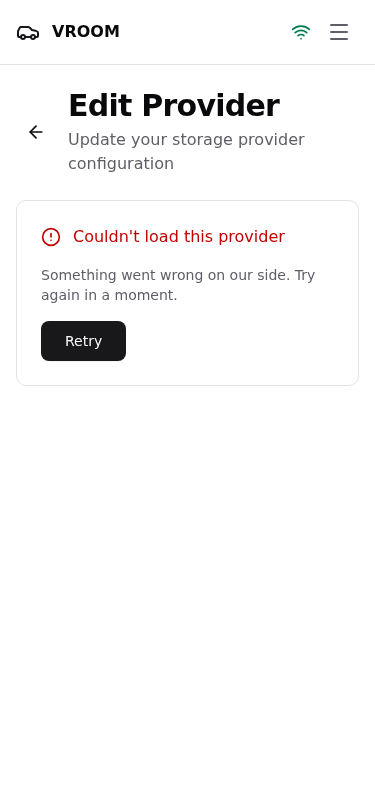 VROOM
Edit Provider
Update your storage provider
configuration
Couldn't load this provider
Something went wrong on our side. Try
again in a moment.
Retry